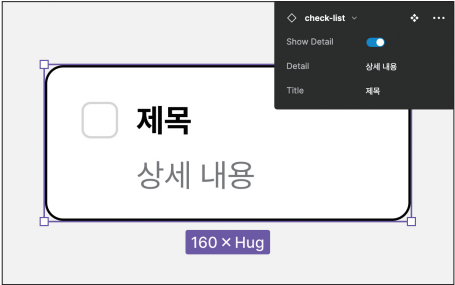 check-list
Show Detail
Detail 상세 내용
Title 제목
제목
상세 내용
160 × Hug